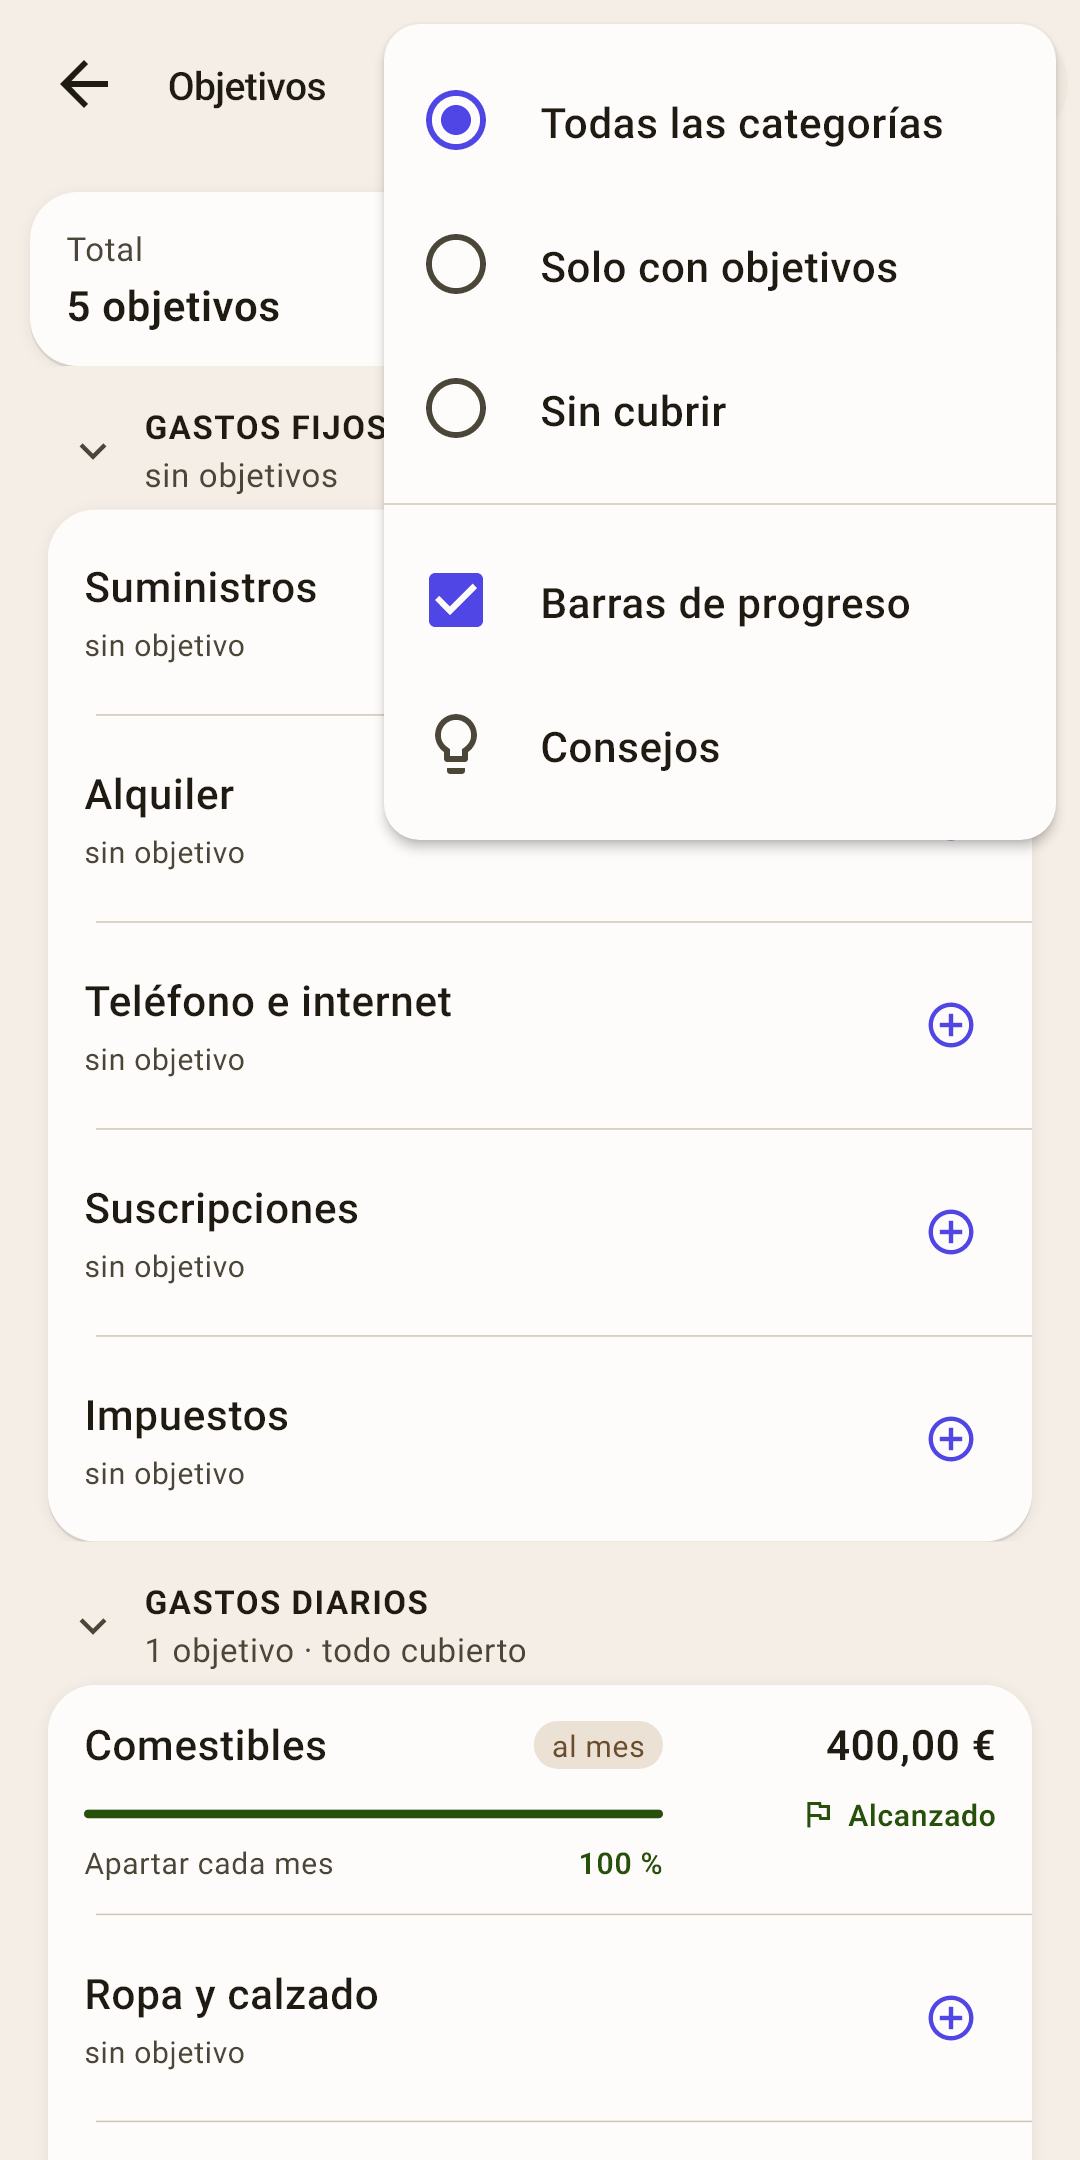 Objetivos
Todas las categorías
Solo con objetivos
Sin cubrir
Barras de progreso
Consejos
Total
5 objetivos
GASTOS FIJOS
sin objetivos
Suministros
sin objetivo
Alquiler
sin objetivo
Teléfono e internet
sin objetivo
Suscripciones
sin objetivo
Impuestos
sin objetivo
GASTOS DIARIOS
1 objetivo · todo cubierto
Comestibles al mes 400,00 €
Alcanzado
Apartar cada mes 100 %
Ropa y calzado
sin objetivo